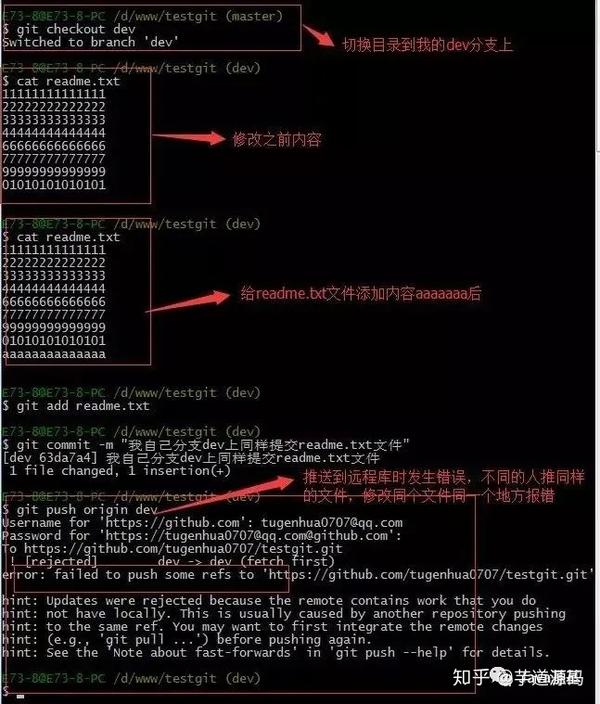 E73-8@E73-8-PC /d/www/testgit (master)
$ git checkout dev
Switched to branch 'dev'
切换目录到我的dev分支上
E73-8@E73-8-PC /d/www/testgit (dev)
$ cat readme.txt
11111111111111
22222222222222
33333333333333
44444444444444
66666666666666
77777777777777
99999999999999
01010101010101
修改之前内容
E73-8@E73-8-PC /d/www/testgit (dev)
$ cat readme.txt
11111111111111
22222222222222
33333333333333
44444444444444
66666666666666
77777777777777
99999999999999
01010101010101
aaaaaaaaaaaaaa
给readme.txt文件添加内容aaaaaaa后
E73-8@E73-8-PC /d/www/testgit (dev)
$ git add readme.txt
E73-8@E73-8-PC /d/www/testgit (dev)
$ git commit -m "我自己分支dev上同样提交readme.txt文件"
[dev 63da7a4] 我自己分支dev上同样提交readme.txt文件
1 file changed, 1 insertion(+)
推送到远程库时发生错误，不同的人推同样
的文件，修改同个文件同一个地方报错
E73-8@E73-8-PC /d/www/testgit (dev)
$ git push origin dev
Username for 'https://github.com': tugenhua0707@qq.com
Password for 'https://tugenhua0707@qq.com@github.com':
To https://github.com/tugenhua0707/testgit.git
! [rejected] dev -> dev (fetch first)
error: failed to push some refs to 'https://github.com/tugenhua0707/testgit.git'
hint: Updates were rejected because the remote contains work that you do
hint: not have locally. This is usually caused by another repository pushing
hint: to the same ref. You may want to first integrate the remote changes
hint: (e.g., 'git pull ...') before pushing again.
hint: See the 'Note about fast-forwards' in 'git push --help' for details.
E73-8@E73-8-PC /d/www/testgit (dev)
$
知乎
芋道源码